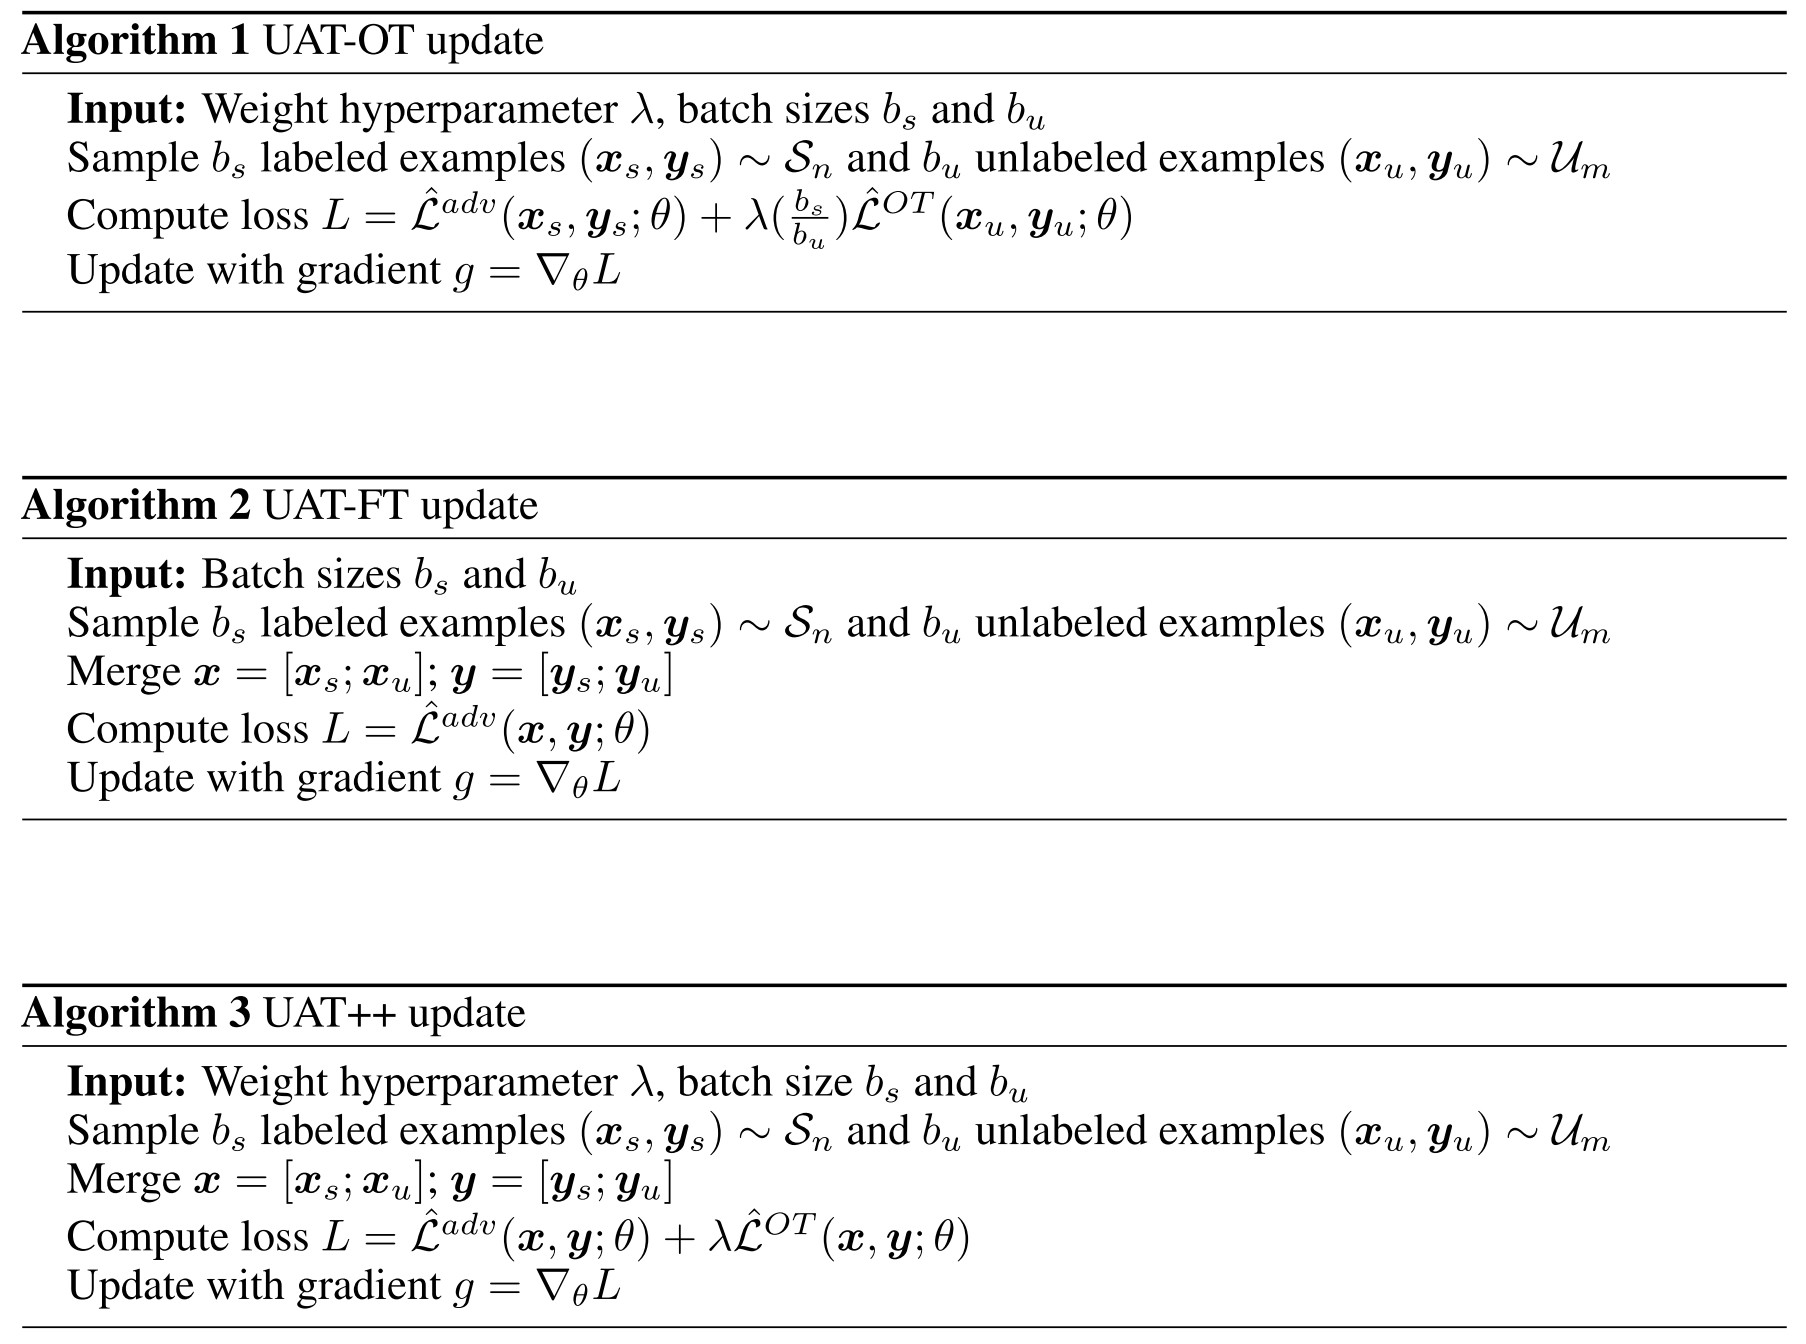 Algorithm 1 UAT-OT update
Input: Weight hyperparameter λ, batch sizes $b_s$ and $b_u$
Sample $b_s$ labeled examples $(\boldsymbol{x}_s, \boldsymbol{y}_s) \sim \mathcal{S}_n$ and $b_u$ unlabeled examples $(\boldsymbol{x}_u, \boldsymbol{y}_u) \sim \mathcal{U}_m$
Compute loss $L = \hat{\mathcal{L}}^{adv}(\boldsymbol{x}_s, \boldsymbol{y}_s; \theta) + \lambda(\frac{b_s}{b_u})\hat{\mathcal{L}}^{OT}(\boldsymbol{x}_u, \boldsymbol{y}_u; \theta)$
Update with gradient $g = \nabla_\theta L$
Algorithm 2 UAT-FT update
Input: Batch sizes $b_s$ and $b_u$
Sample $b_s$ labeled examples $(\boldsymbol{x}_s, \boldsymbol{y}_s) \sim \mathcal{S}_n$ and $b_u$ unlabeled examples $(\boldsymbol{x}_u, \boldsymbol{y}_u) \sim \mathcal{U}_m$
Merge $\boldsymbol{x} = [\boldsymbol{x}_s; \boldsymbol{x}_u]$; $\boldsymbol{y} = [\boldsymbol{y}_s; \boldsymbol{y}_u]$
Compute loss $L = \hat{\mathcal{L}}^{adv}(\boldsymbol{x}, \boldsymbol{y}; \theta)$
Update with gradient $g = \nabla_\theta L$
Algorithm 3 UAT++ update
Input: Weight hyperparameter λ, batch size $b_s$ and $b_u$
Sample $b_s$ labeled examples $(\boldsymbol{x}_s, \boldsymbol{y}_s) \sim \mathcal{S}_n$ and $b_u$ unlabeled examples $(\boldsymbol{x}_u, \boldsymbol{y}_u) \sim \mathcal{U}_m$
Merge $\boldsymbol{x} = [\boldsymbol{x}_s; \boldsymbol{x}_u]$; $\boldsymbol{y} = [\boldsymbol{y}_s; \boldsymbol{y}_u]$
Compute loss $L = \hat{\mathcal{L}}^{adv}(\boldsymbol{x}, \boldsymbol{y}; \theta) + \lambda\hat{\mathcal{L}}^{OT}(\boldsymbol{x}, \boldsymbol{y}; \theta)$
Update with gradient $g = \nabla_\theta L$